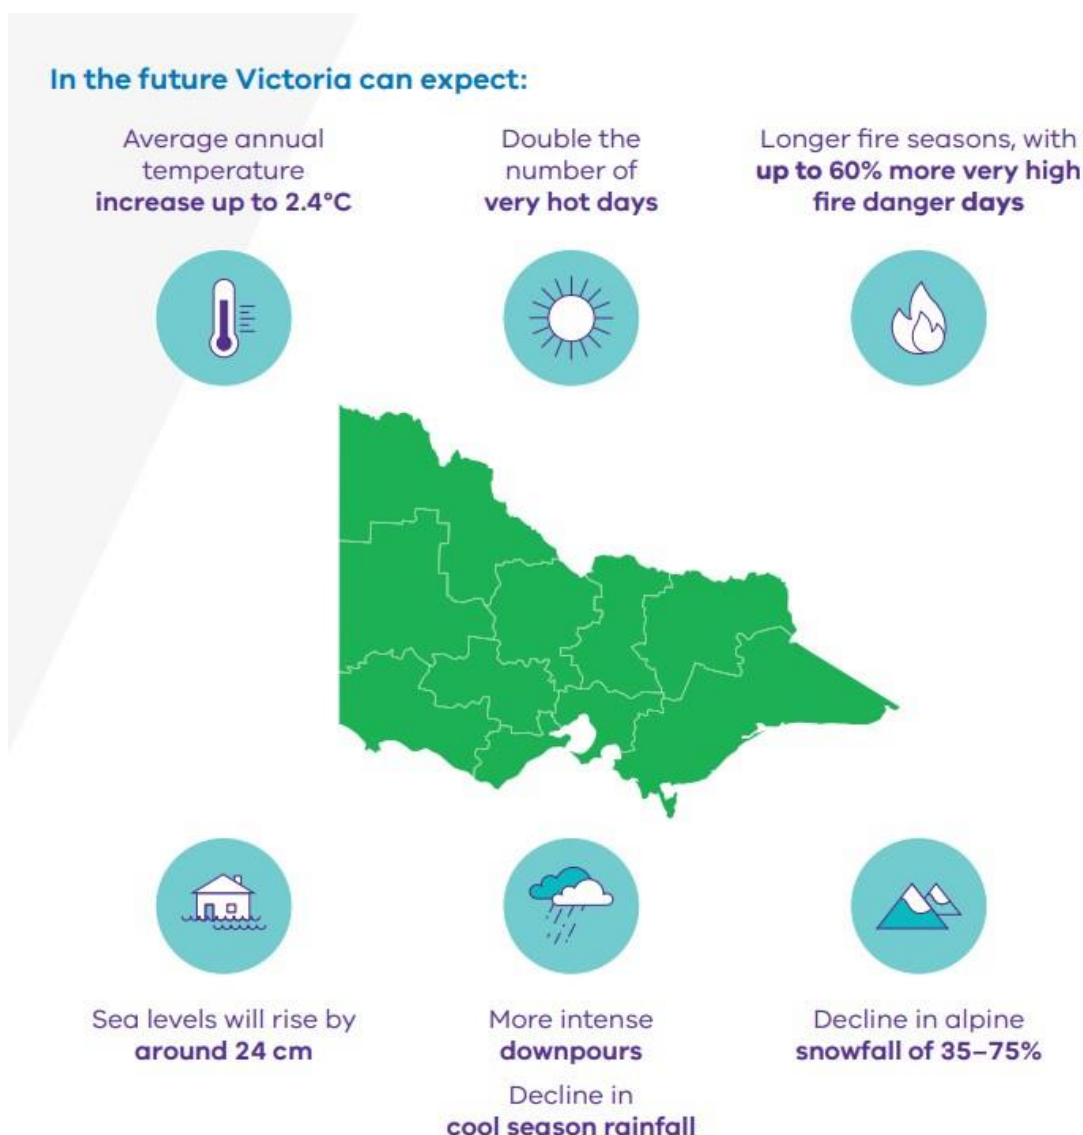 In the future Victoria can expect:
Average annual
temperature
increase up to 2.4°C
Double the
number of
very hot days
Longer fire seasons, with
up to 60% more very high
fire danger days
Sea levels will rise by
around 24 cm
More intense
downpours
Decline in
cool season rainfall
Decline in alpine
snowfall of 35–75%